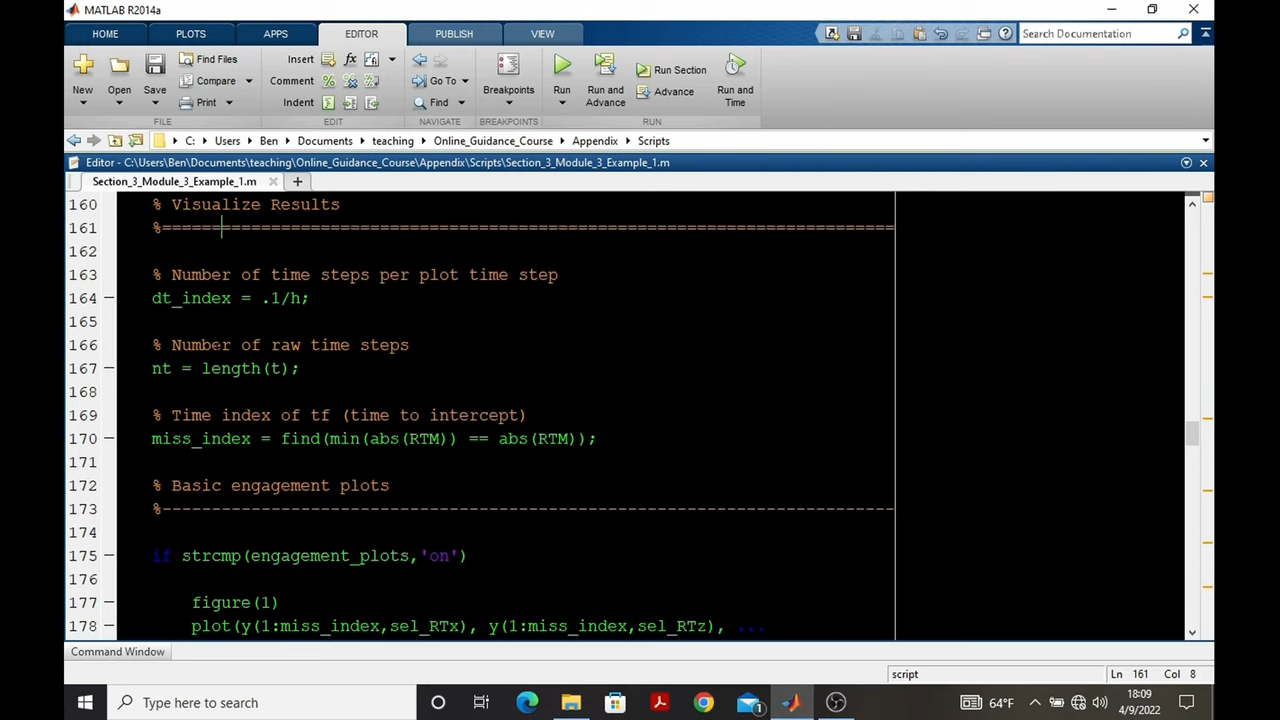 MATLAB R2014a
HOME PLOTS APPS EDITOR PUBLISH VIEW Search Documentation
New Open Save Find Files Compare Print Insert Comment Indent fx Go To Find Breakpoints Run Run and Advance Run Section Advance Run and Time
FILE EDIT NAVIGATE BREAKPOINTS RUN
C: Users Ben Documents teaching Online_Guidance_Course Appendix Scripts
Editor - C:\Users\Ben\Documents\teaching\Online_Guidance_Course\Appendix\Scripts\Section_3_Module_3_Example_1.m
Section_3_Module_3_Example_1.m
160 % Visualize Results
161 %==========================================================================
162
163 % Number of time steps per plot time step
164 dt_index = .1/h;
165
166 % Number of raw time steps
167 nt = length(t);
168
169 % Time index of tf (time to intercept)
170 miss_index = find(min(abs(RTM)) == abs(RTM));
171
172 % Basic engagement plots
173 %--------------------------------------------------------------------------
174
175 if strcmp(engagement_plots,'on')
176
177 figure(1)
178 plot(y(1:miss_index,sel_RTx), y(1:miss_index,sel_RTz), ...
Command Window
script Ln 161 Col 8
Type here to search 1 64°F 18:09
4/9/2022